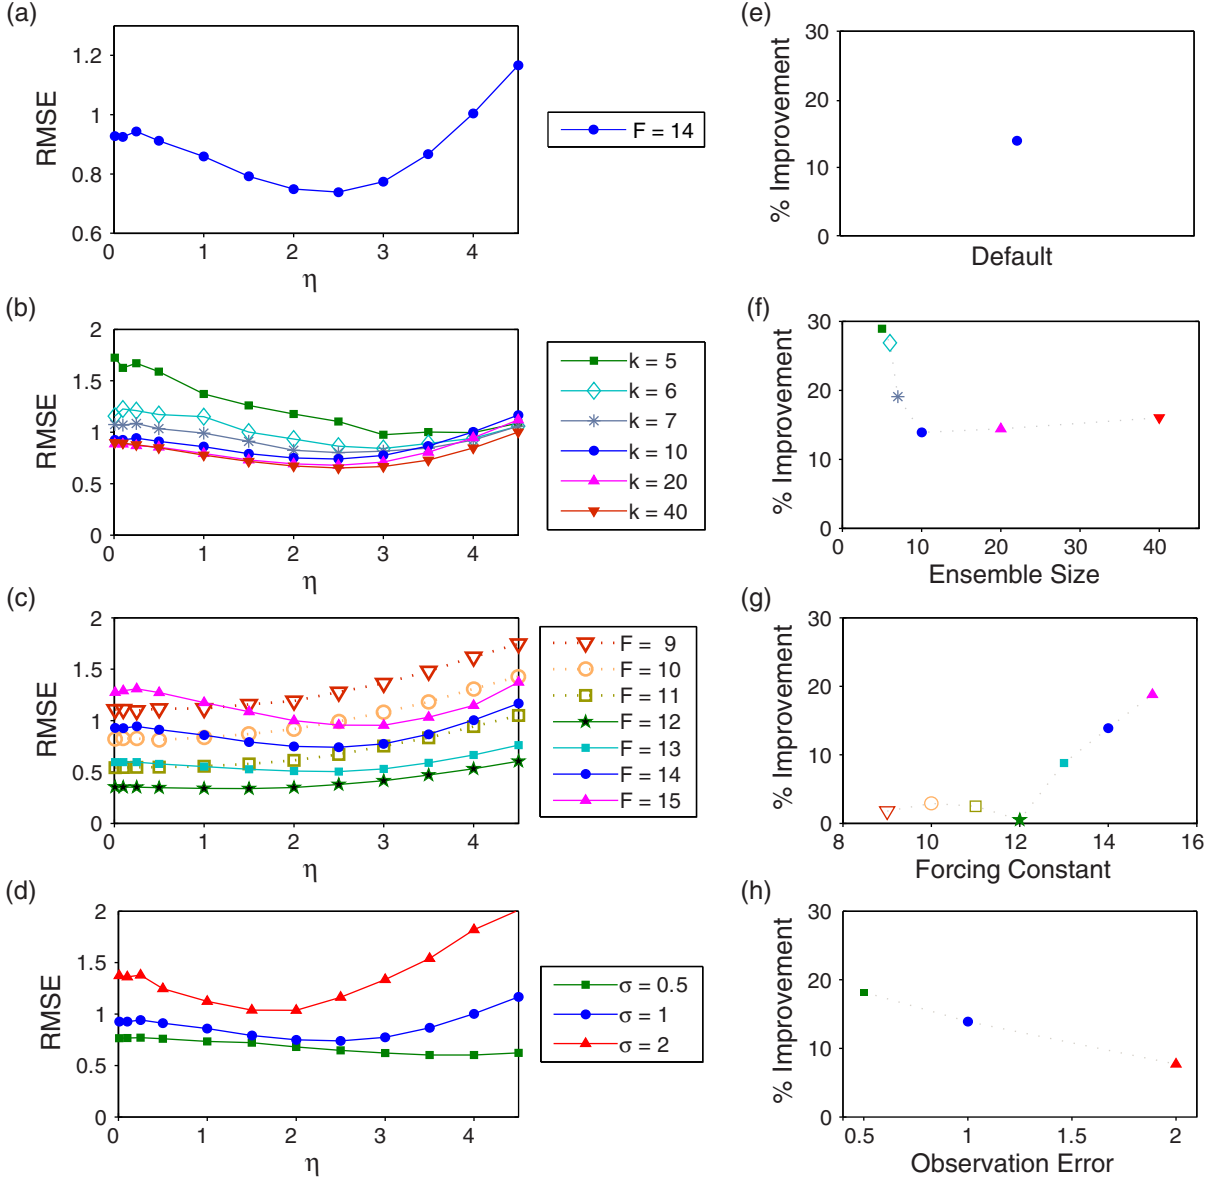 (a)
1.2
1
0.8
0.6
RMSE
0 1 2 3 4
η
F = 14
(e)
30
20
10
0
% Improvement
Default
(b)
2
1.5
1
0.5
0
RMSE
0 1 2 3 4
η
k = 5
k = 6
k = 7
k = 10
k = 20
k = 40
(f)
30
20
10
0
% Improvement
0 10 20 30 40
Ensemble Size
(c)
2
1.5
1
0.5
0
RMSE
0 1 2 3 4
η
F = 9
F = 10
F = 11
F = 12
F = 13
F = 14
F = 15
(g)
30
20
10
0
% Improvement
8 10 12 14 16
Forcing Constant
(d)
2
1.5
1
0.5
0
RMSE
0 1 2 3 4
η
σ = 0.5
σ = 1
σ = 2
(h)
30
20
10
0
% Improvement
0.5 1 1.5 2
Observation Error